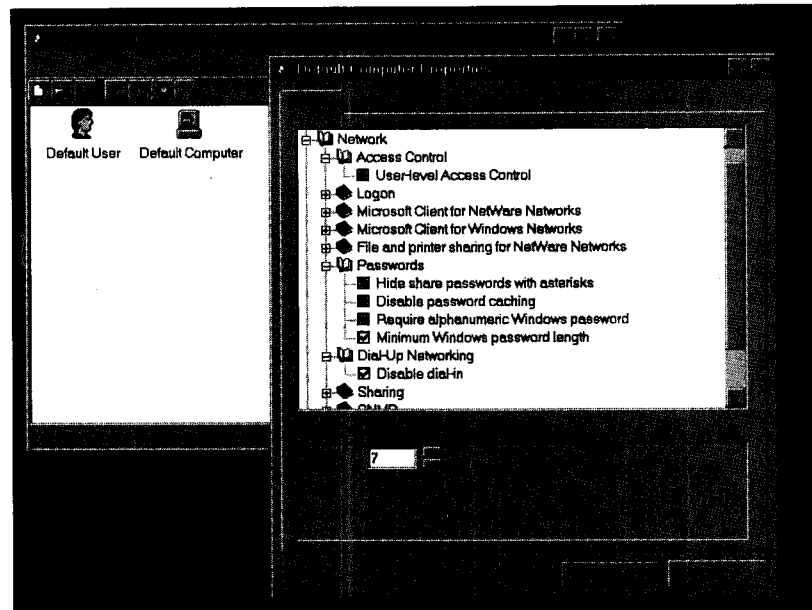 Default Computer Properties
Default User
Default Computer
Network
Access Control
User-level Access Control
Logon
Microsoft Client for NetWare Networks
Microsoft Client for Windows Networks
File and printer sharing for NetWare Networks
Passwords
Hide share passwords with asterisks
Disable password caching
Require alphanumeric Windows password
Minimum Windows password length
Dial-Up Networking
Disable dial-in
Sharing
SNMP
7